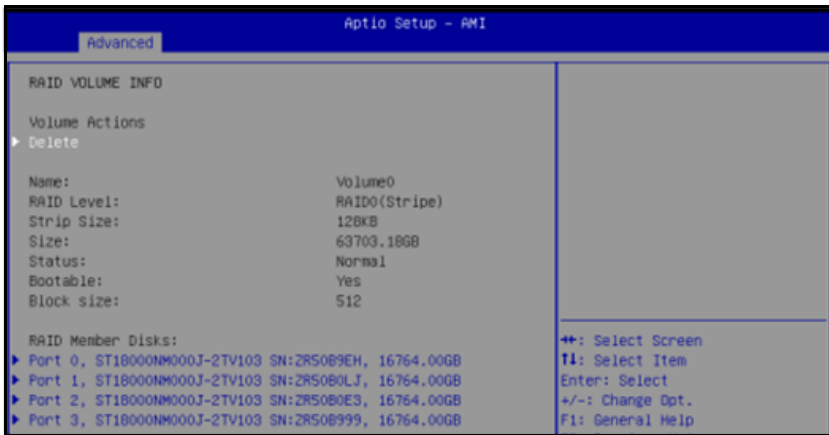 Aptio Setup - AMI
Advanced
RAID VOLUME INFO
Volume Actions
Delete
Name: Volume0
RAID Level: RAID0(Stripe)
Strip Size: 128KB
Size: 63703.18GB
Status: Normal
Bootable: Yes
Block size: 512
RAID Member Disks:
Port 0, ST18000NM000J-2TV103 SN:ZR50B9EH, 16764.00GB
Port 1, ST18000NM000J-2TV103 SN:ZR50B0LJ, 16764.00GB
Port 2, ST18000NM000J-2TV103 SN:ZR50B0E3, 16764.00GB
Port 3, ST18000NM000J-2TV103 SN:ZR50B999, 16764.00GB
→←: Select Screen
↑↓: Select Item
Enter: Select
+/-: Change Opt.
F1: General Help